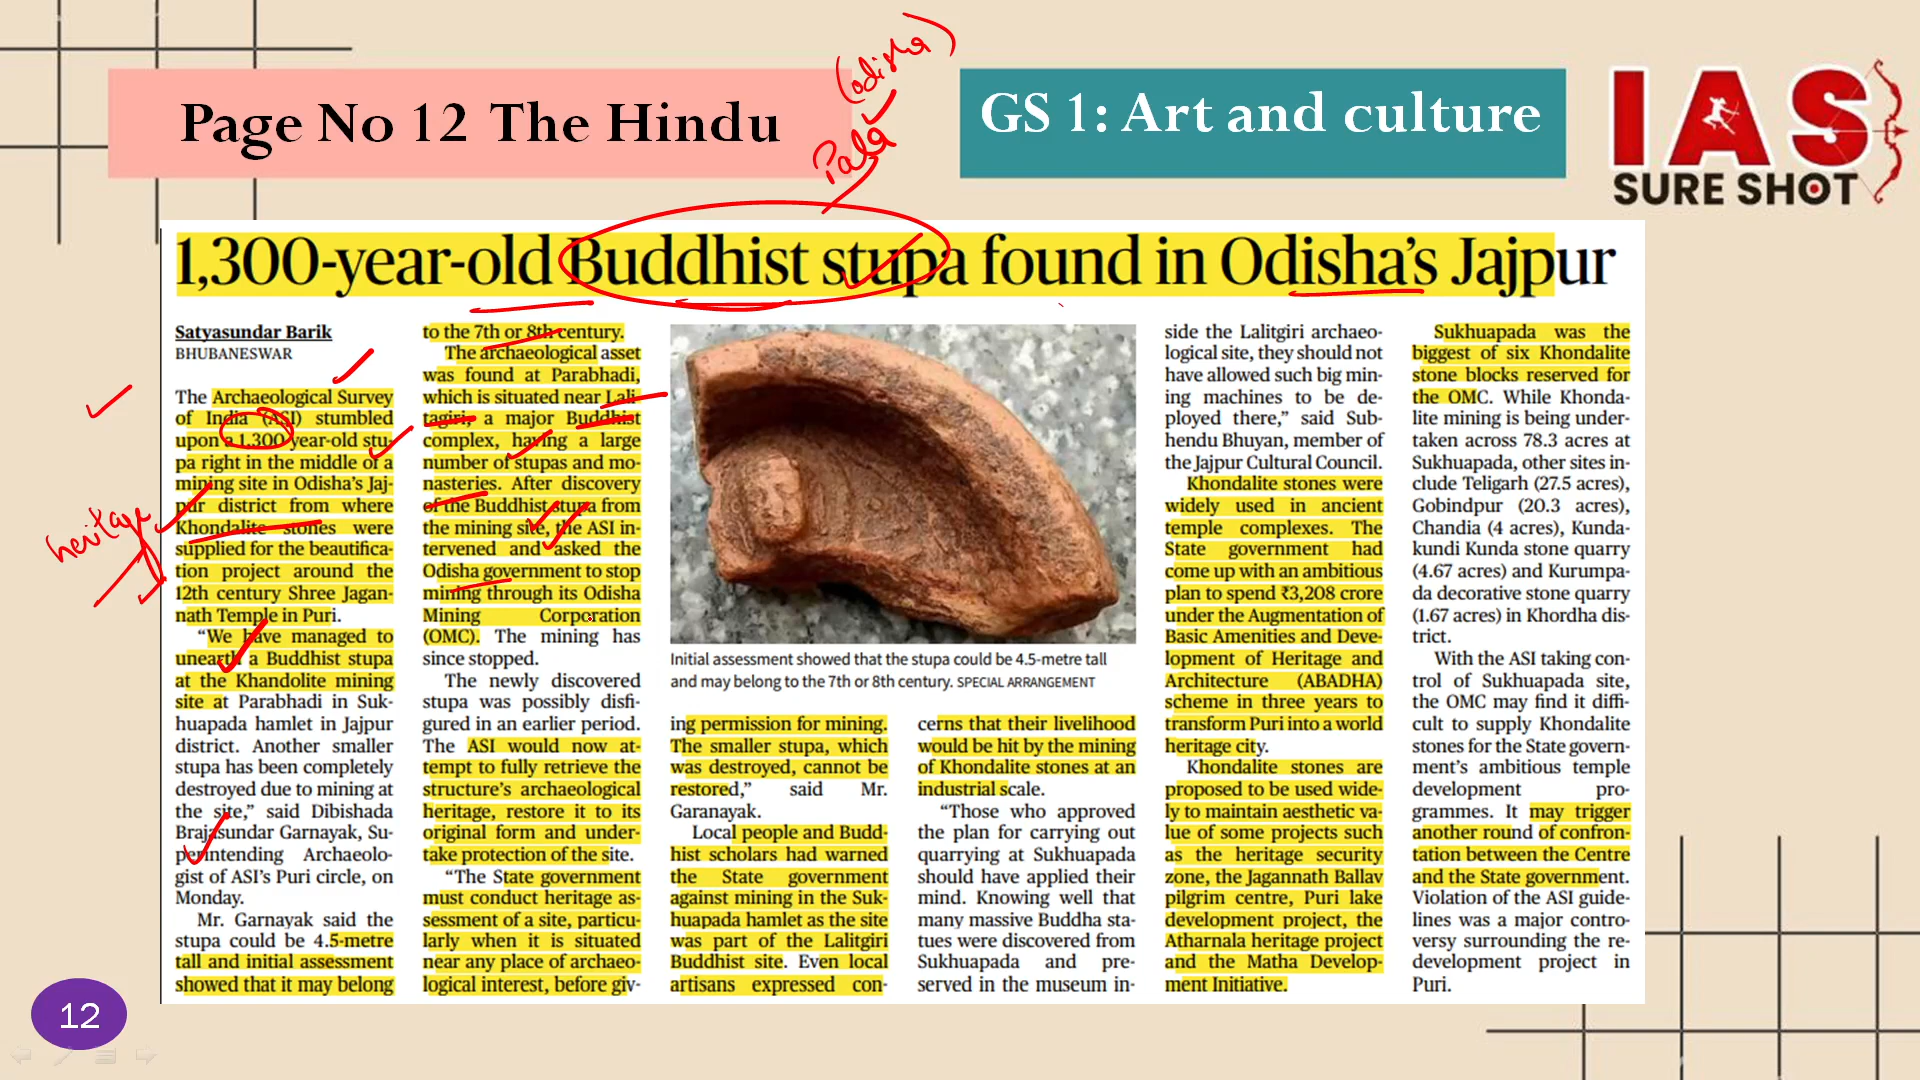 Page No 12 The Hindu
(odisha)
Pala
GS 1: Art and culture
IAS
SURE SHOT
1,300-year-old Buddhist stupa found in Odisha's Jajpur
Satyasundar Barik
BHUBANESWAR
The Archaeological Survey
of India (ASI) stumbled
upon a 1,300-year-old stu-
pa right in the middle of a
mining site in Odisha's Jaj-
pur district from where
Khondalite stones were
supplied for the beautifica-
tion project around the
12th century Shree Jagan-
nath Temple in Puri.
"We have managed to
unearth a Buddhist stupa
at the Khandolite mining
site at Parabhadi in Suk-
huapada hamlet in Jajpur
district. Another smaller
stupa has been completely
destroyed due to mining at
the site," said Dibishada
Brajasundar Garnayak, Su-
perintending Archaeolo-
gist of ASI's Puri circle, on
Monday.
Mr. Garnayak said the
stupa could be 4.5-metre
tall and initial assessment
showed that it may belong
heritage
to the 7th or 8th century.
The archaeological asset
was found at Parabhadi,
which is situated near Lali-
tagiri, a major Buddhist
complex, having a large
number of stupas and mo-
nasteries. After discovery
of the Buddhist stupa from
the mining site, the ASI in-
tervened and asked the
Odisha government to stop
mining through its Odisha
Mining Corporation
(OMC). The mining has
since stopped.
The newly discovered
stupa was possibly disfi-
gured in an earlier period.
The ASI would now at-
tempt to fully retrieve the
structure's archaeological
heritage, restore it to its
original form and under-
take protection of the site.
"The State government
must conduct heritage as-
sessment of a site, particu-
larly when it is situated
near any place of archaeo-
logical interest, before giv-
Initial assessment showed that the stupa could be 4.5-metre tall
and may belong to the 7th or 8th century. SPECIAL ARRANGEMENT
ing permission for mining.
The smaller stupa, which
was destroyed, cannot be
restored," said Mr.
Garanayak.
Local people and Budd-
hist scholars had warned
the State government
against mining in the Suk-
huapada hamlet as the site
was part of the Lalitgiri
Buddhist site. Even local
artisans expressed con-
cerns that their livelihood
would be hit by the mining
of Khondalite stones at an
industrial scale.
"Those who approved
the plan for carrying out
quarrying at Sukhuapada
should have applied their
mind. Knowing well that
many massive Buddha sta-
tues were discovered from
Sukhuapada and pre-
served in the museum in-
side the Lalitgiri archaeo-
logical site, they should not
have allowed such big min-
ing machines to be de-
ployed there," said Sub-
hendu Bhuyan, member of
the Jajpur Cultural Council.
Khondalite stones were
widely used in ancient
temple complexes. The
State government had
come up with an ambitious
plan to spend ₹3,208 crore
under the Augmentation of
Basic Amenities and Deve-
lopment of Heritage and
Architecture (ABADHA)
scheme in three years to
transform Puri into a world
heritage city.
Khondalite stones are
proposed to be used wide-
ly to maintain aesthetic va-
lue of some projects such
as the heritage security
zone, the Jagannath Ballav
pilgrim centre, Puri lake
development project, the
Atharnala heritage project
and the Matha Develop-
ment Initiative.
Sukhuapada was the
biggest of six Khondalite
stone blocks reserved for
the OMC. While Khonda-
lite mining is being under-
taken across 78.3 acres at
Sukhuapada, other sites in-
clude Teligarh (27.5 acres),
Gobindpur (20.3 acres),
Chandia (4 acres), Kunda-
kundi Kunda stone quarry
(4.67 acres) and Kurumpa-
da decorative stone quarry
(1.67 acres) in Khordha dis-
trict.
With the ASI taking con-
trol of Sukhuapada site,
the OMC may find it diffi-
cult to supply Khondalite
stones for the State govern-
ment's ambitious temple
development pro-
grammes. It may trigger
another round of confron-
tation between the Centre
and the State government.
Violation of the ASI guide-
lines was a major contro-
versy surrounding the re-
development project in
Puri.
12